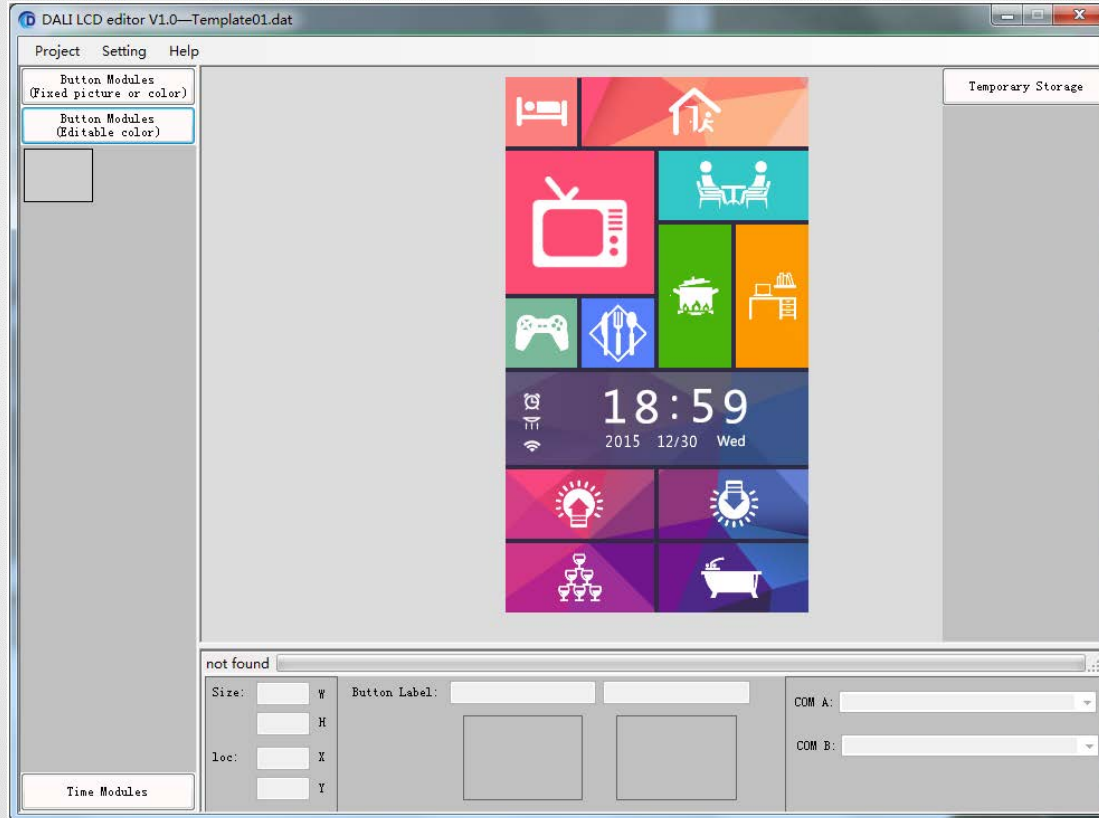 DALI LCD editor V1.0—Template01.dat
Project Setting Help
Button Modules
(Fixed picture or color)
Button Modules
(Editable color)
Temporary Storage
18:59
2015 12/30 Wed
not found
Size: W
H
loc: X
Y
Button Label:
COM A:
COM B:
Time Modules